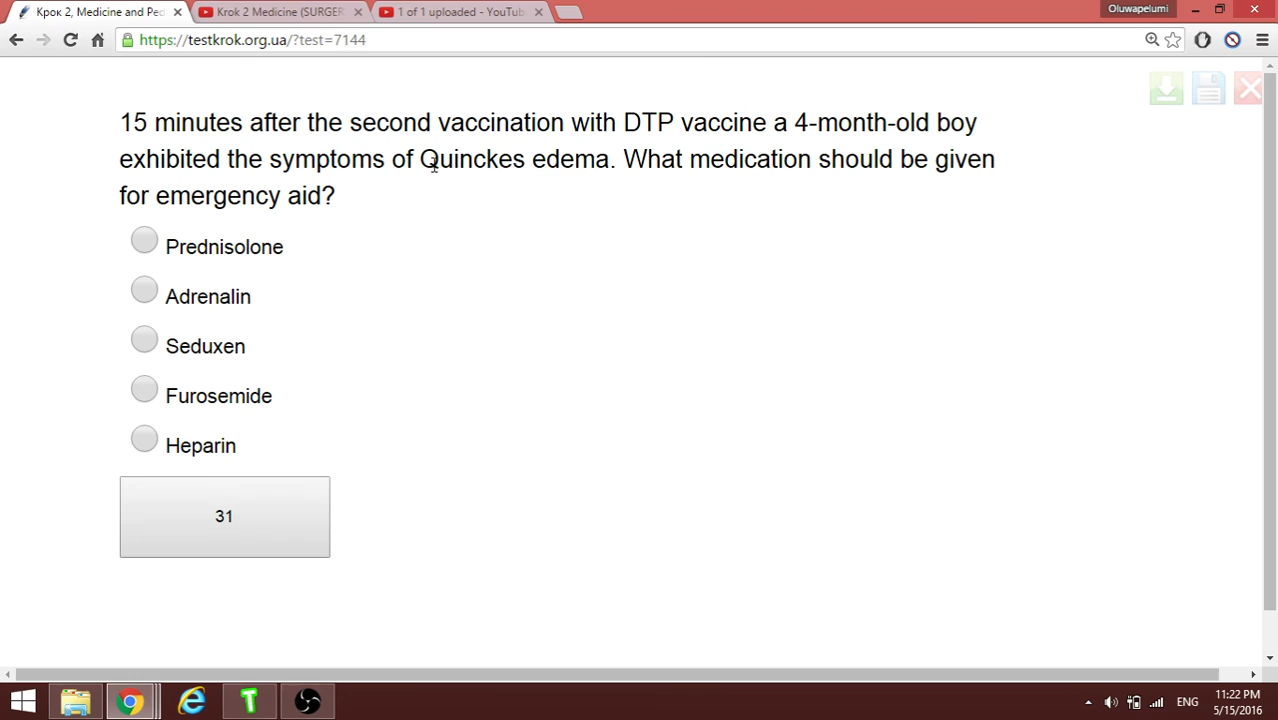 Крок 2, Medicine and Ped
Krok 2 Medicine (SURGER
1 of 1 uploaded - YouTub
Oluwapelumi
https://testkrok.org.ua/?test=7144
15 minutes after the second vaccination with DTP vaccine a 4-month-old boy
exhibited the symptoms of Quinckes edema. What medication should be given
for emergency aid?
Prednisolone
Adrenalin
Seduxen
Furosemide
Heparin
31
ENG
11:22 PM
5/15/2016